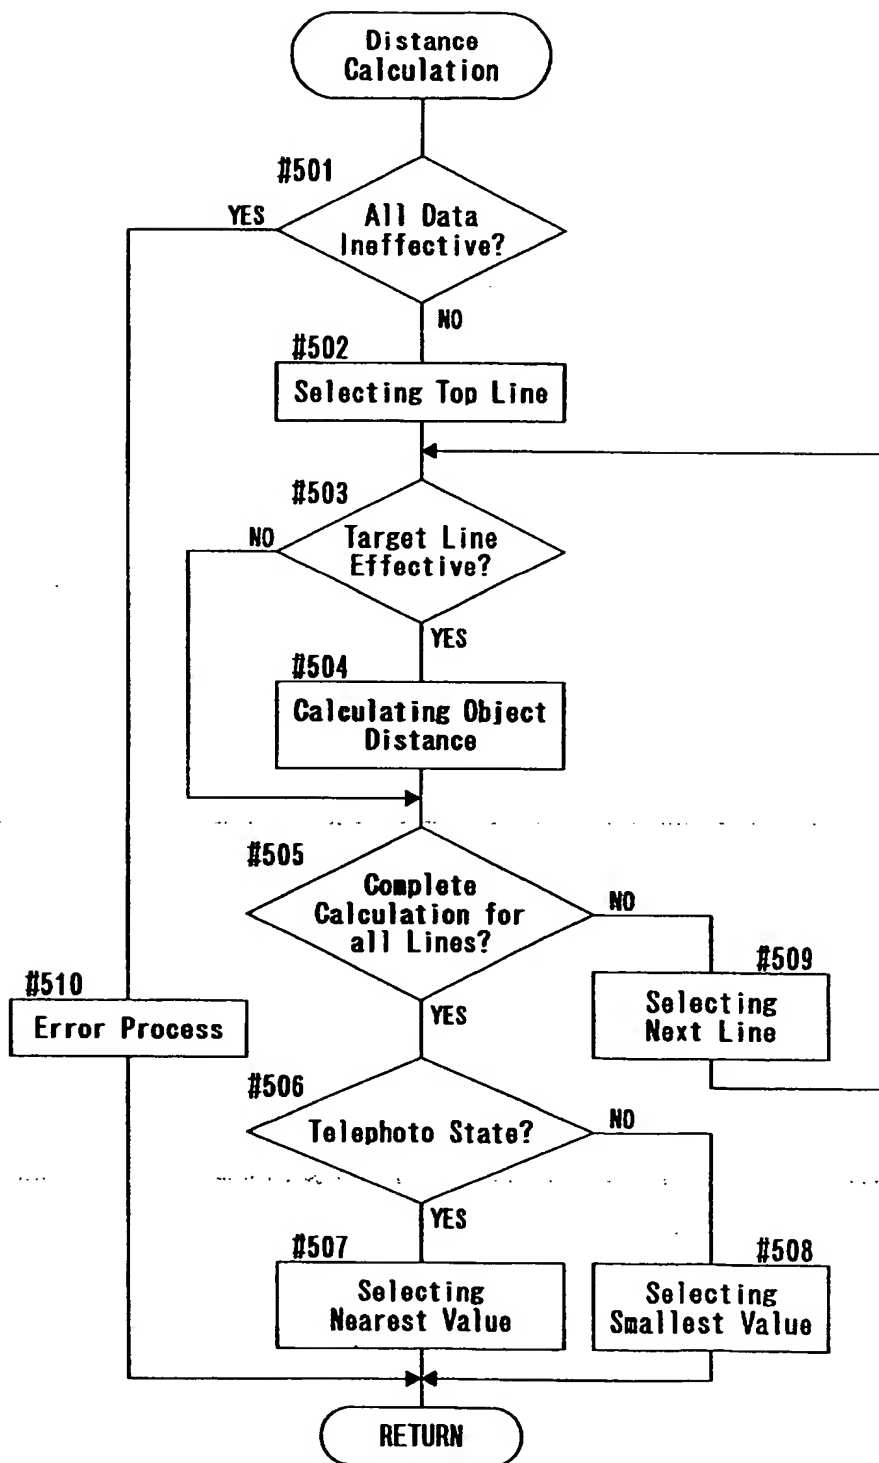 Distance
Calculation
#501
YES
All Data
Ineffective?
NO
#502
Selecting Top Line
#503
NO
Target Line
Effective?
YES
#504
Calculating Object
Distance
#505
Complete
Calculation for
all Lines?
NO
#509
Selecting
Next Line
#510
Error Process
YES
#506
Telephoto State?
NO
YES
#507
Selecting
Nearest Value
#508
Selecting
Smallest Value
RETURN